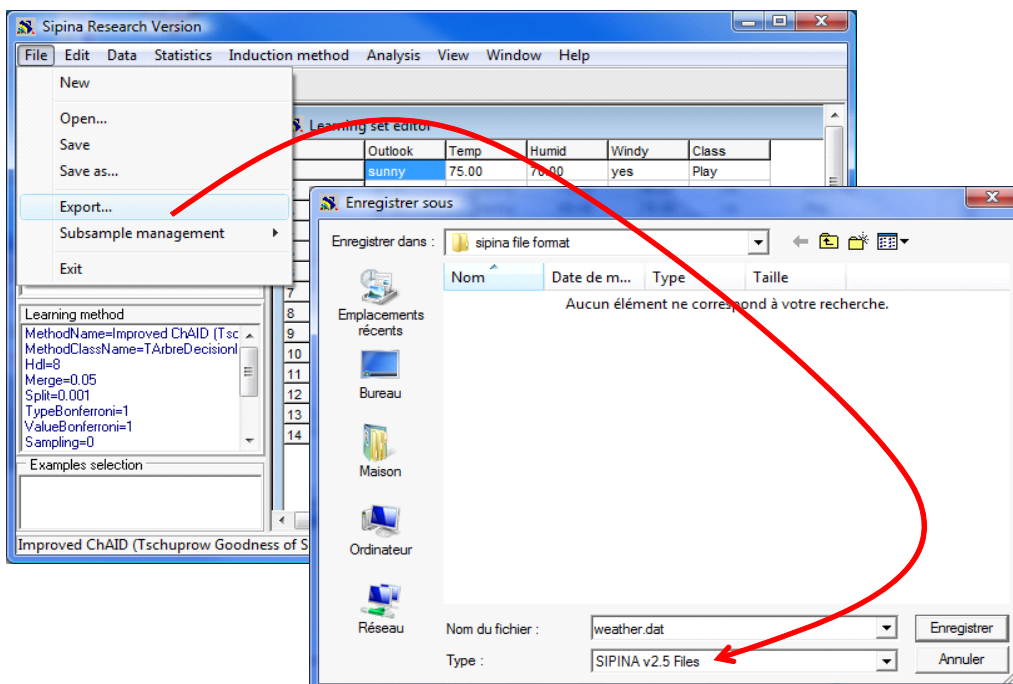 Sipina Research Version
File Edit Data Statistics Induction method Analysis View Window Help
New
Open...
Save
Save as...
Export...
Subsample management
Exit
Learning set editor
Outlook Temp Humid Windy Class
sunny 75.00 70.00 yes Play
7
8
9
10
11
12
13
14
Learning method
MethodName=Improved ChAID (Tsc
MethodClassName=TArbreDecisionI
Hdl=8
Merge=0.05
Split=0.001
TypeBonferroni=1
ValueBonferroni=1
Sampling=0
Examples selection
Improved ChAID (Tschuprow Goodness of S
Enregistrer sous
Enregistrer dans : sipina file format
Nom Date de m... Type Taille
Aucun élément ne correspond à votre recherche.
Emplacements
récents
Bureau
Maison
Ordinateur
Réseau
Nom du fichier : weather.dat Enregistrer
Type : SIPINA v2.5 Files Annuler